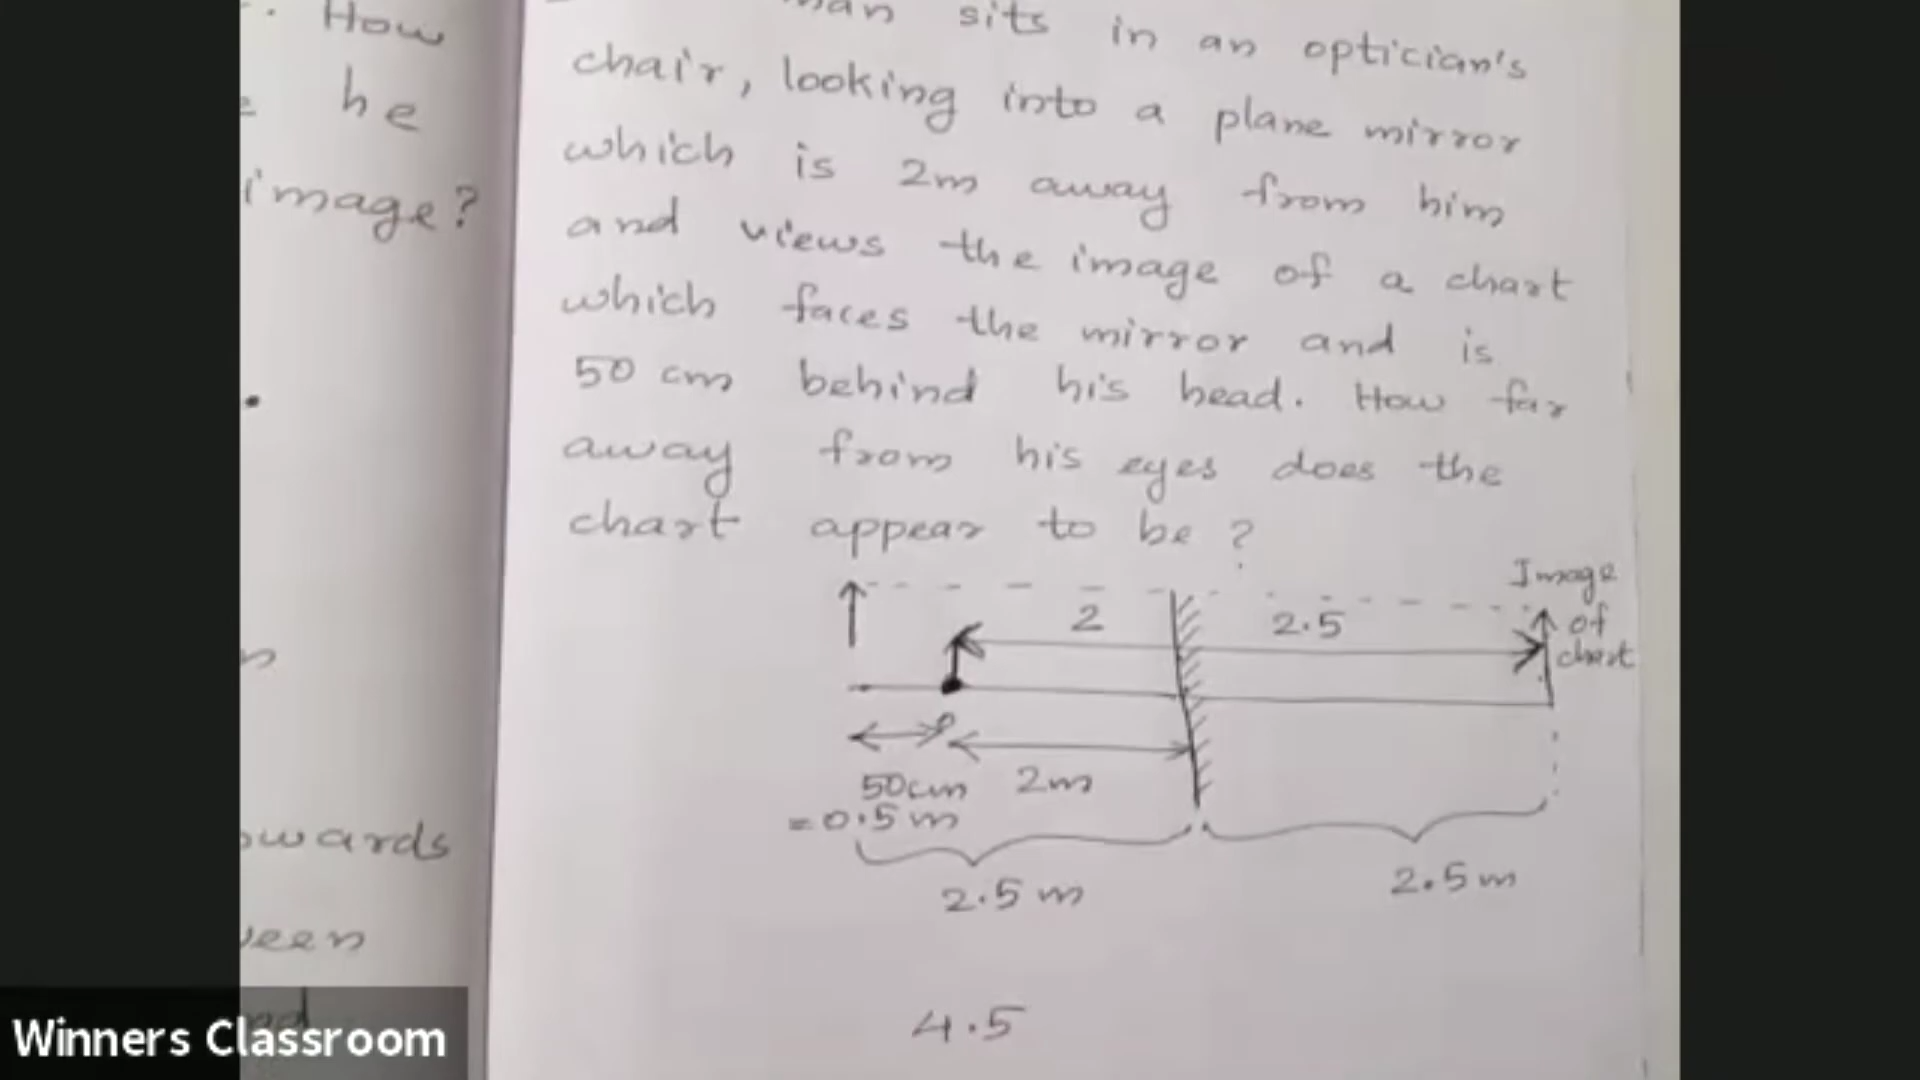 How
he
image?
wards
een
sits in an optician's
chair, looking into a plane mirror
which is 2m away from him
and views the image of a chart
which faces the mirror and is
50 cm behind his head. How far
away from his eyes does the
chart appear to be?
Image
of
chart
2 2.5
50cm 2m
=0.5m
2.5m 2.5m
4.5
Winners Classroom